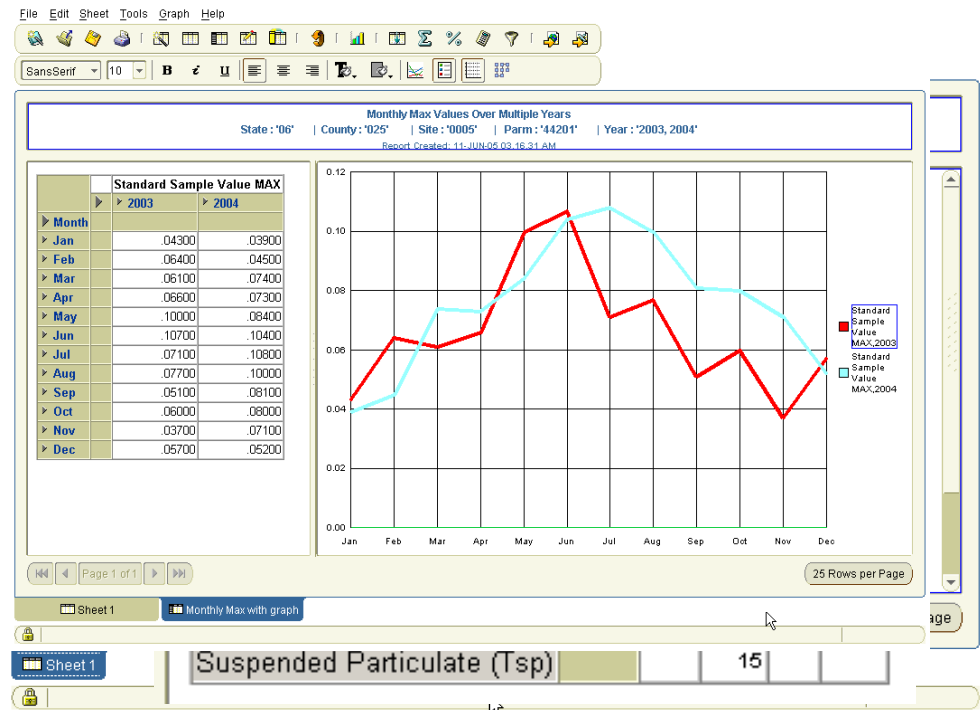 File Edit Sheet Tools Graph Help
SansSerif 10 B i U
Monthly Max Values Over Multiple Years
State : '06' | County : '025' | Site : '0005' | Parm : '44201' | Year : '2003, 2004'
Report Created: 11-JUN-05 03.16.31 AM
Standard Sample Value MAX
2003 2004
Month
Jan .04300 .03900
Feb .06400 .04500
Mar .06100 .07400
Apr .06600 .07300
May .10000 .08400
Jun .10700 .10400
Jul .07100 .10800
Aug .07700 .10000
Sep .05100 .08100
Oct .06000 .08000
Nov .03700 .07100
Dec .05700 .05200
0.12
0.10
0.08
0.06
0.04
0.02
0.00
Jan Feb Mar Apr May Jun Jul Aug Sep Oct Nov Dec
Standard
Sample
Value
MAX,2003
Standard
Sample
Value
MAX,2004
Page 1 of 1
25 Rows per Page
Sheet 1 Monthly Max with graph
age
Sheet 1
Suspended Particulate (Tsp) 15